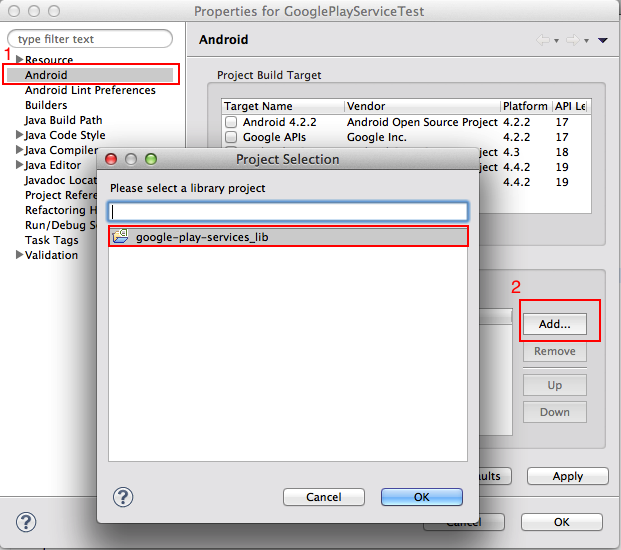 Properties for GooglePlayServiceTest
type filter text
Android
1
Resource
Android
Android Lint Preferences
Builders
Java Build Path
Java Code Style
Java Compiler
Java Editor
Javadoc Locat
Project Refere
Refactoring H
Run/Debug Se
Task Tags
Validation
Project Build Target
Target Name Vendor Platform API Le
Android 4.2.2 Android Open Source Project 4.2.2 17
Google APIs Google Inc. 4.2.2 17
ject 4.3 18
ject 4.4.2 19
4.4.2 19
Project Selection
Please select a library project
google-play-services_lib
2
Add...
Remove
Up
Down
Cancel OK
ults Apply
Cancel OK